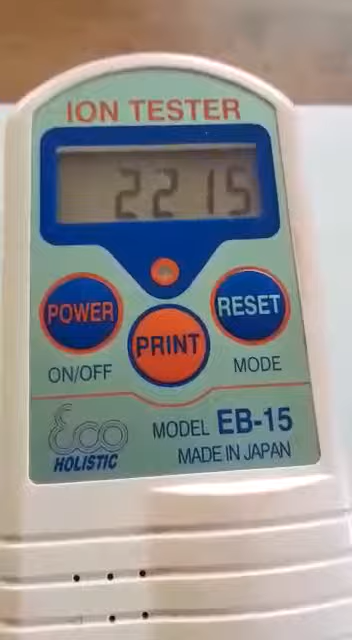 ION TESTER
2215
POWER
RESET
PRINT
ON/OFF
MODE
Eco
HOLISTIC
MODEL EB-15
MADE IN JAPAN